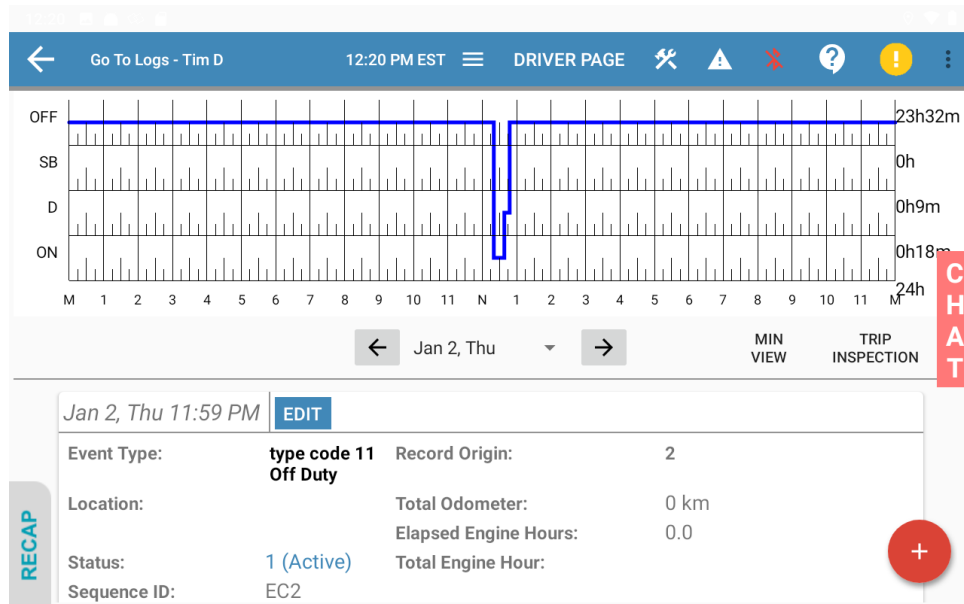 12:20
Go To Logs - Tim D 12:20 PM EST DRIVER PAGE
OFF 23h32m
SB 0h
D 0h9m
ON 0h18m
24h
M 1 2 3 4 5 6 7 8 9 10 11 N 1 2 3 4 5 6 7 8 9 10 11 M
CHAT
Jan 2, Thu
MIN VIEW
TRIP INSPECTION
Jan 2, Thu 11:59 PM EDIT
Event Type: type code 11 Record Origin: 2
Off Duty
Location: Total Odometer: 0 km
Elapsed Engine Hours: 0.0
Status: 1 (Active) Total Engine Hour:
Sequence ID: EC2
RECAP